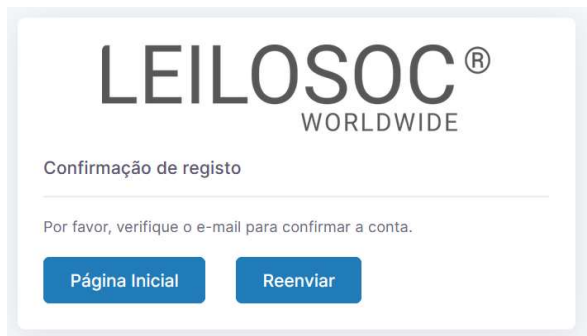 LEILOSOC®
WORLDWIDE
Confirmação de registo
Por favor, verifique o e-mail para confirmar a conta.
Página Inicial
Reenviar